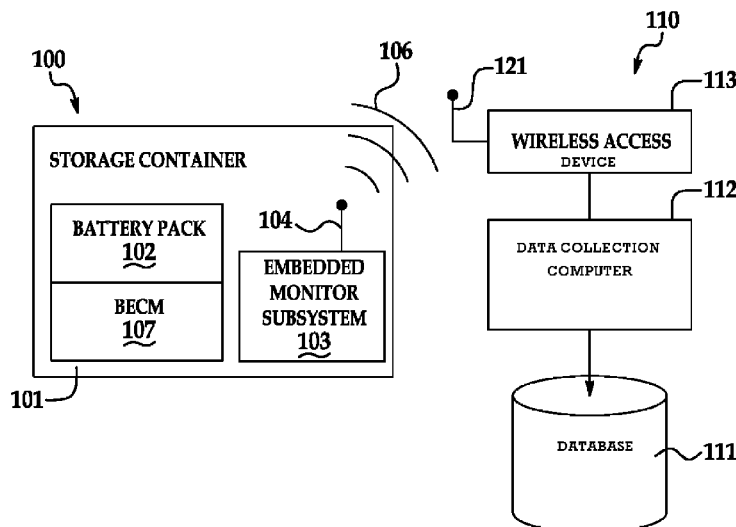 110
106
100
121
113
WIRELESS ACCESS
DEVICE
STORAGE CONTAINER
112
104
BATTERY PACK
102
DATA COLLECTION
COMPUTER
EMBEDDED
MONITOR
SUBSYSTEM
103
BECM
107
101
DATABASE
111